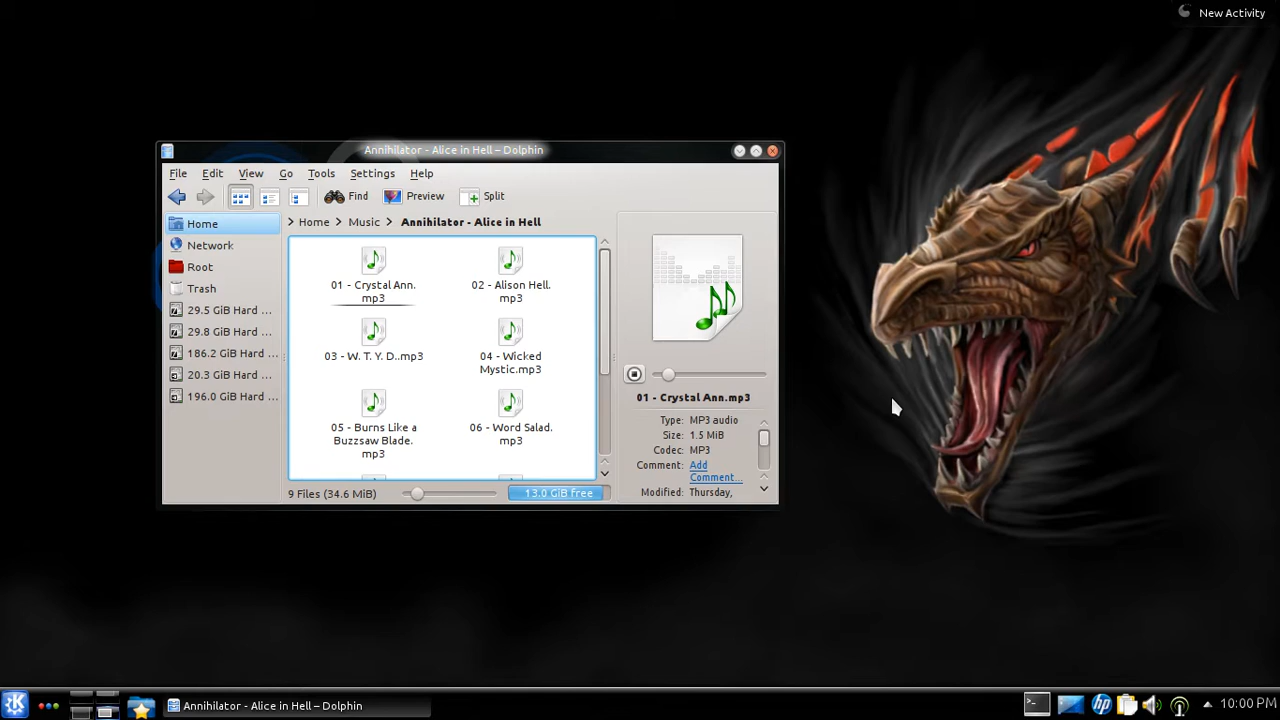 New Activity
Annihilator - Alice in Hell – Dolphin
File Edit View Go Tools Settings Help
Find Preview Split
Home
Network
Root
Trash
29.5 GiB Hard ...
29.8 GiB Hard ...
186.2 GiB Hard ...
20.3 GiB Hard ...
196.0 GiB Hard ...
> Home > Music > Annihilator - Alice in Hell
01 - Crystal Ann.
mp3
02 - Alison Hell.
mp3
03 - W. T. Y. D..mp3
04 - Wicked
Mystic.mp3
05 - Burns Like a
Buzzsaw Blade.
mp3
06 - Word Salad.
mp3
9 Files (34.6 MiB)
13.0 GiB free
01 - Crystal Ann.mp3
Type: MP3 audio
Size: 1.5 MiB
Codec: MP3
Comment: Add
Comment...
Modified: Thursday,
Annihilator - Alice in Hell – Dolphin
hp
10:00 PM